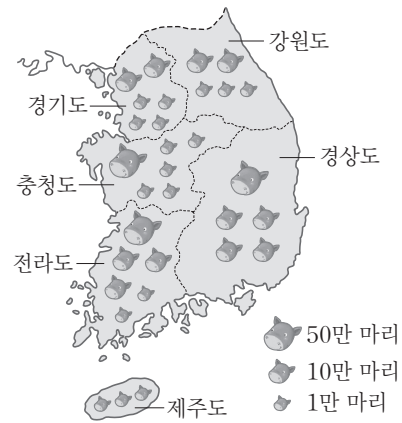 강원도
경기도
경상도
충청도
전라도
50만 마리
10만 마리
1만 마리
제주도